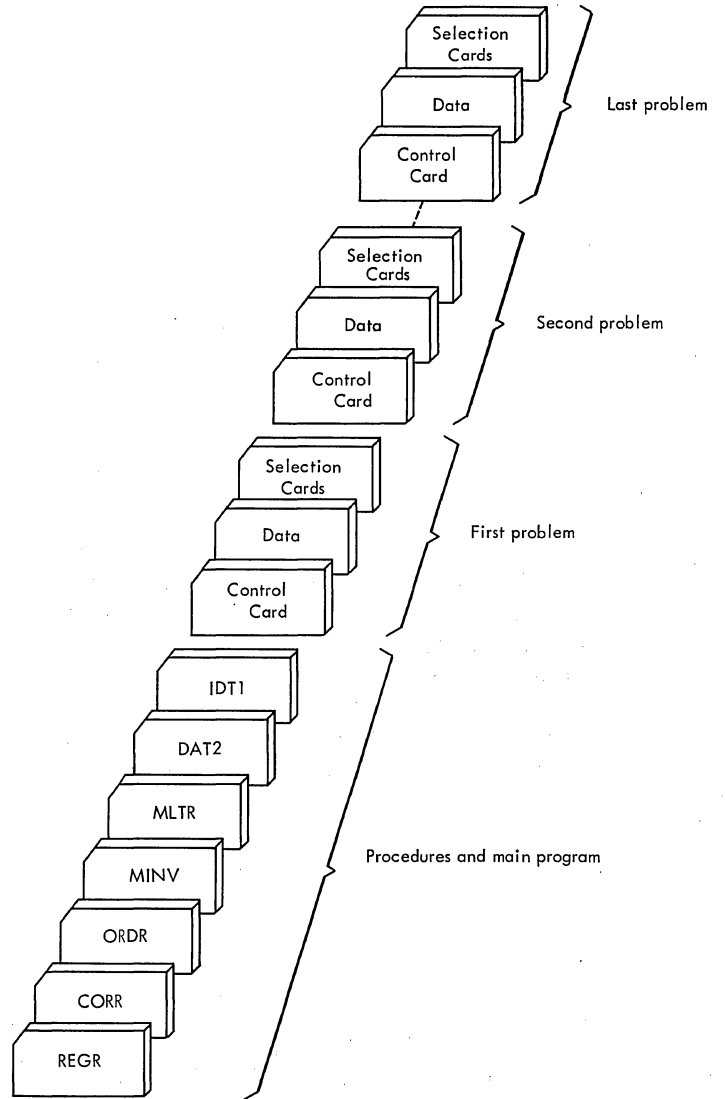 Selection
Cards
Data
Last problem
Control
Card
Selection
Cards
Data
Second problem
Control
Card
Selection
Cards
Data
First problem
Control
Card
IDT1
DAT2
MLTR
Procedures and main program
MINV
ORDR
CORR
REGR